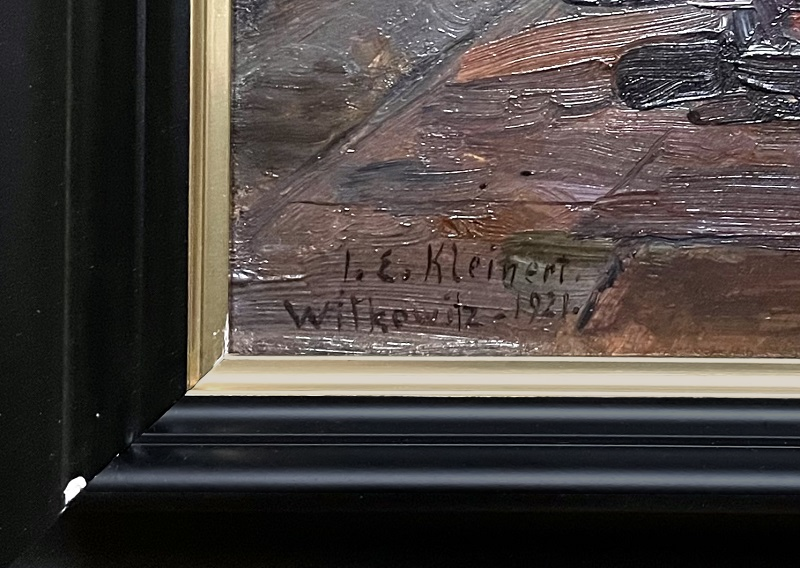 I. E. Kleinert.
Witkowitz - 1921.